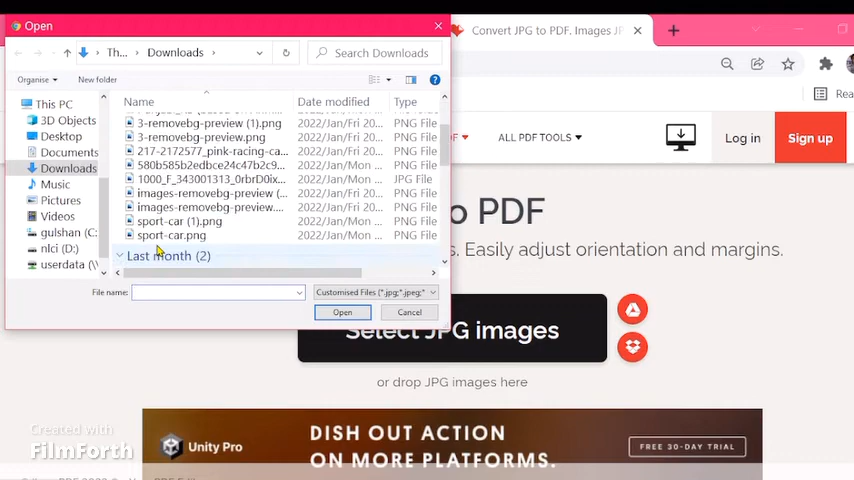 Open
Convert JPG to PDF. Images J
Th... > Downloads >
Search Downloads
Organise
New folder
Rea
This PC
3D Objects
Desktop
Documents
Downloads
Music
Pictures
Videos
gulshan (C:
nlci (D:)
userdata (\\
Name
Date modified
Type
3-removebg-preview (1).png 2022/Jan/Fri 20... PNG File
3-removebg-preview.png 2022/Jan/Fri 20... PNG File
217-2172577_pink-racing-ca... 2022/Jan/Fri 20... PNG File
580b585b2edbce24c47b2c9... 2022/Jan/Mon ... PNG File
1000_F_343001313_0rbrD0ix... 2022/Jan/Mon ... JPG File
images-removebg-preview (... 2022/Jan/Fri 20... PNG File
images-removebg-preview.... 2022/Jan/Fri 20... PNG File
sport-car (1).png 2022/Jan/Mon ... PNG File
sport-car.png 2022/Jan/Mon ... PNG File
Last month (2)
File name:
Customised Files (*.jpg;*.jpeg;*
Open
Cancel
DF
ALL PDF TOOLS
Log in
Sign up
to PDF
s. Easily adjust orientation and margins.
Select JPG images
or drop JPG images here
Unity Pro
DISH OUT ACTION
ON MORE PLATFORMS.
FREE 30-DAY TRIAL
Created with
FilmForth